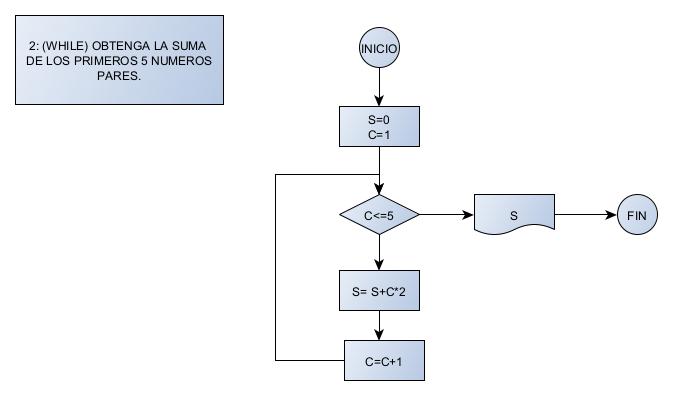 2: (WHILE) OBTENGA LA SUMA
DE LOS PRIMEROS 5 NUMEROS
PARES.
INICIO
S=0
C=1
C<=5
S
FIN
S= S+C*2
C=C+1